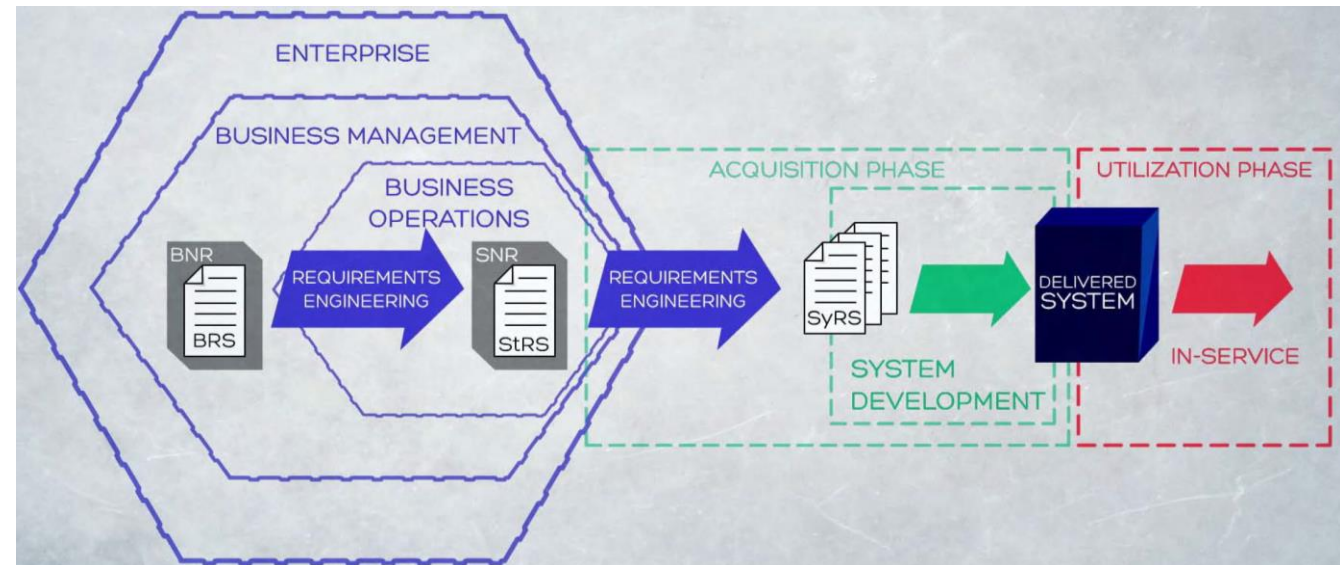 ENTERPRISE
BUSINESS MANAGEMENT
BUSINESS
OPERATIONS
BNR
BRS
REQUIREMENTS
ENGINEERING
SNR
StRS
REQUIREMENTS
ENGINEERING
ACQUISITION PHASE
SyRS
SYSTEM
DEVELOPMENT
DELIVERED
SYSTEM
UTILIZATION PHASE
IN-SERVICE